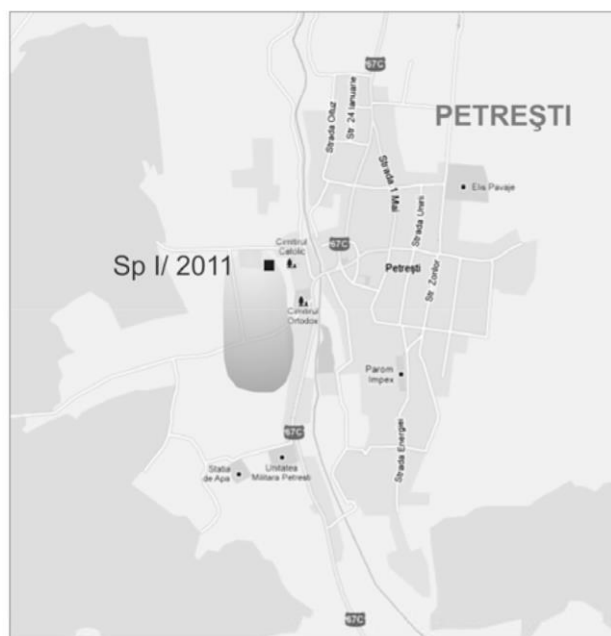 67C
PETREŞTI
Strada Oituz
Str. 24 Ianuarie
Strada 1 Mai
Elis Pavaje
Strada Unirii
Cimitirul
Catolic
67C
Sp I/ 2011
Petreşti
Str. Zorilor
Cimitirul
Ortodox
Parom
Impex
67C
Strada Energiei
Statia
de Apa
Unitatea
Militara Petresti
67C